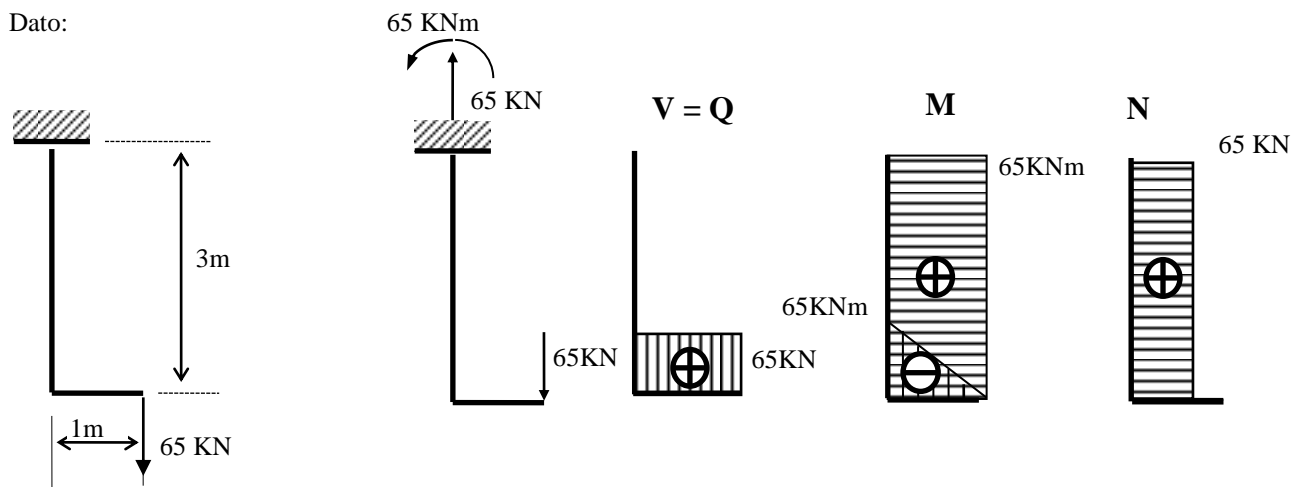 Dato:
65 KNm
65 KN
V = Q
M
N
65 KN
65KNm
3m
65KNm
65KN
65KN
1m
65 KN